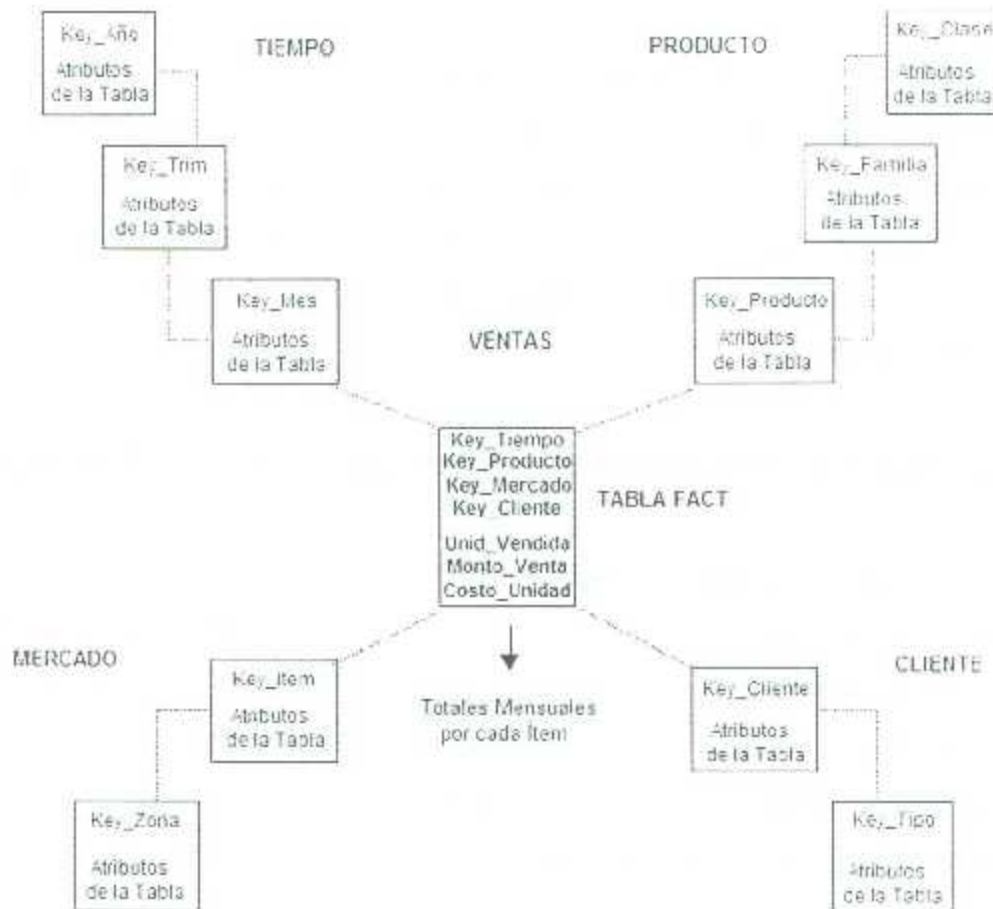 Key_Año
Atributos
de la Tabla
TIEMPO
PRODUCTO
Key_Clase
Atributos
de la Tabla
Key_Trim
Atributos
de la Tabla
Key_Familia
Atributos
de la Tabla
Key_Mes
Atributos
de la Tabla
VENTAS
Key_Producto
Atributos
de la Tabla
Key_Tiempo
Key_Producto
Key_Mercado
Key_Cliente
Unid_Vendida
Monto_Venta
Costo_Unidad
TABLA FACT
MERCADO
Key_Item
Atributos
de la Tabla
Totales Mensuales
por cada Ítem
CLIENTE
Key_Cliente
Atributos
de la Tabla
Key_Zona
Atributos
de la Tabla
Key_Tipo
Atributos
de la Tabla